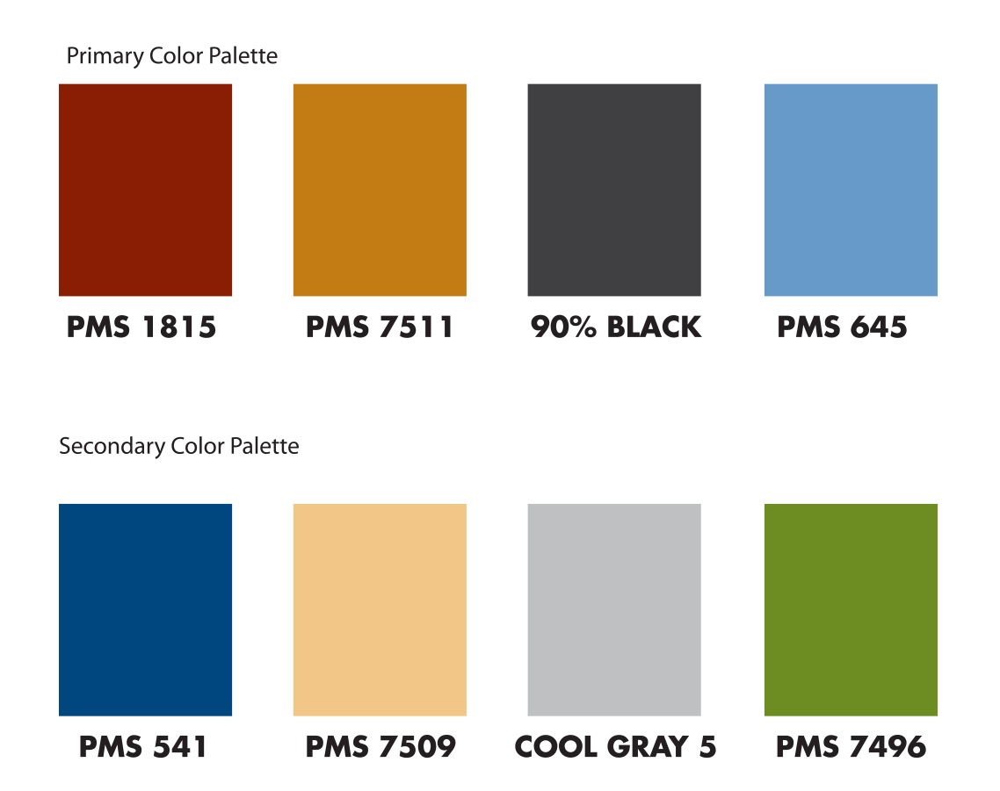 Primary Color Palette
PMS 1815
PMS 7511
90% BLACK
PMS 645
Secondary Color Palette
PMS 541
PMS 7509
COOL GRAY 5
PMS 7496